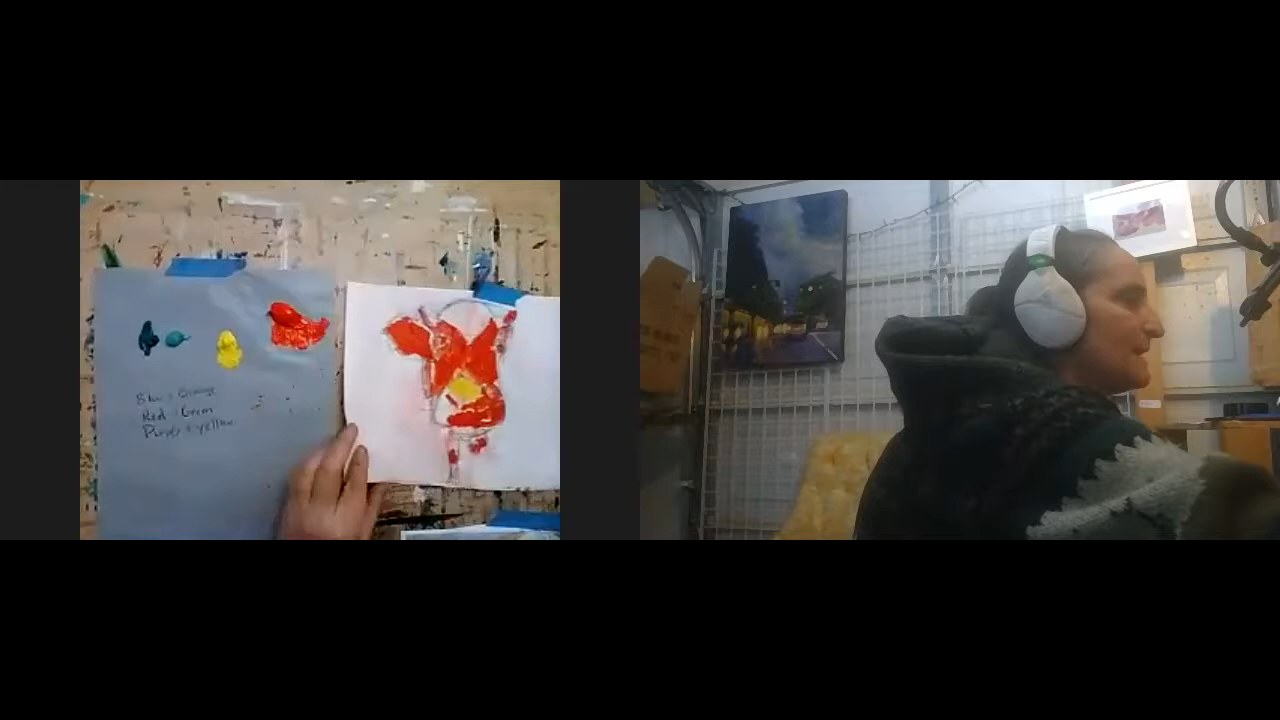 Blue = Orange
Red = Green
Purple = yellow